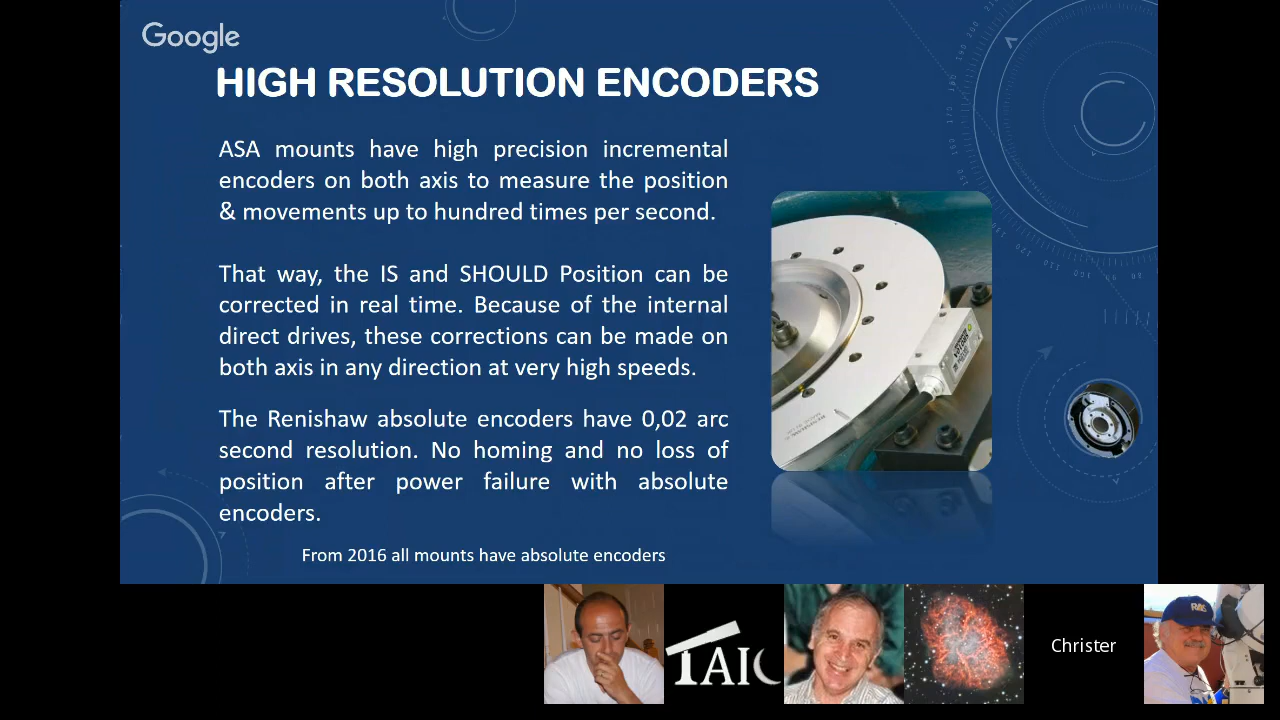 Google
HIGH RESOLUTION ENCODERS
ASA mounts have high precision incremental
encoders on both axis to measure the position
& movements up to hundred times per second.
That way, the IS and SHOULD Position can be
corrected in real time. Because of the internal
direct drives, these corrections can be made on
both axis in any direction at very high speeds.
The Renishaw absolute encoders have 0,02 arc
second resolution. No homing and no loss of
position after power failure with absolute
encoders.
From 2016 all mounts have absolute encoders
TAIC
Christer
RAS